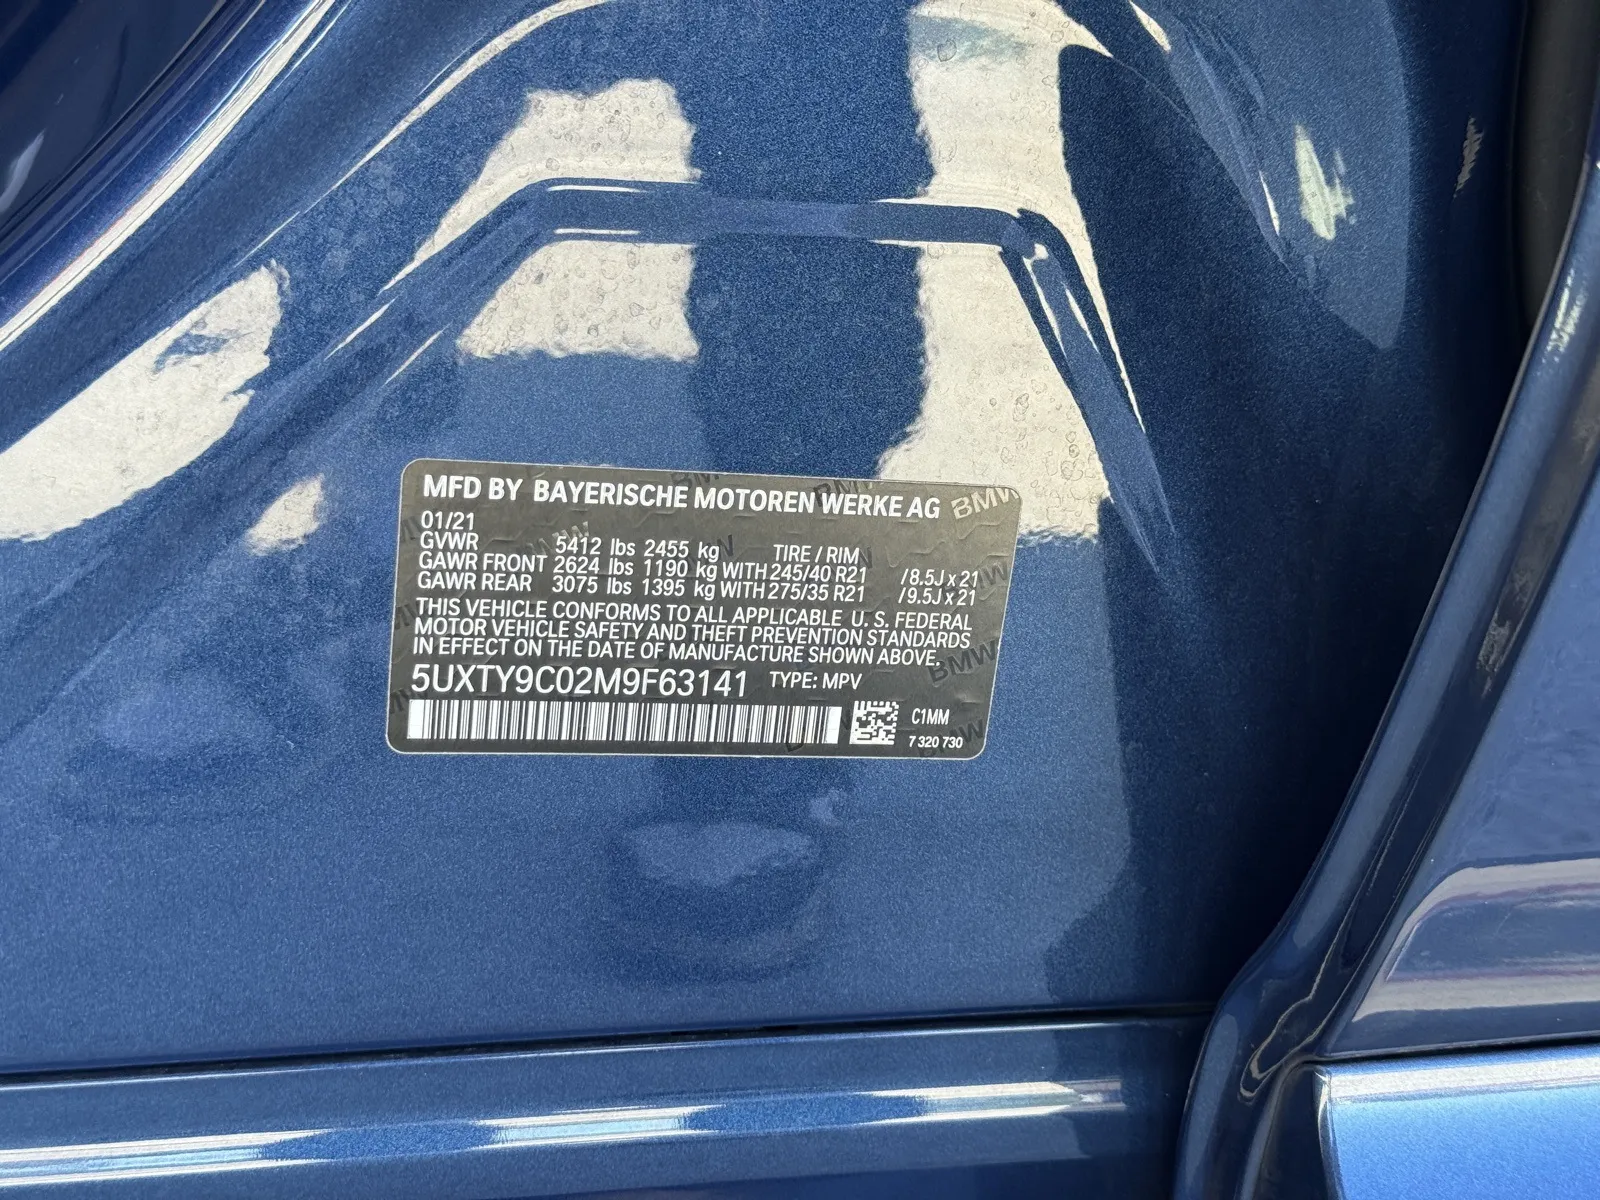 MFD BY BAYERISCHE MOTOREN WERKE AG
01/21
GVWR 5412 lbs 2455 kg TIRE / RIM
GAWR FRONT 2624 lbs 1190 kg WITH 245/40 R21 /8.5J x 21
GAWR REAR 3075 lbs 1395 kg WITH 275/35 R21 /9.5J x 21
THIS VEHICLE CONFORMS TO ALL APPLICABLE U. S. FEDERAL
MOTOR VEHICLE SAFETY AND THEFT PREVENTION STANDARDS
IN EFFECT ON THE DATE OF MANUFACTURE SHOWN ABOVE.
5UXTY9C02M9F63141 TYPE: MPV
C1MM
7 320 730
BMW